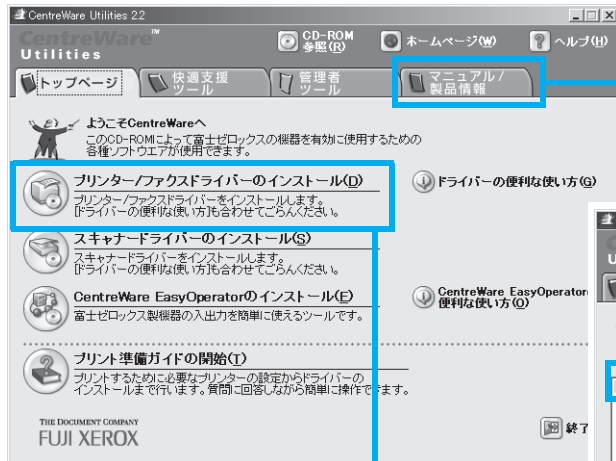 CentreWare Utilities 2.2
CentreWare™
Utilities
CD-ROM
参照(R)
ホームページ(W)
ヘルプ(H)
トップページ
快適支援
ツール
管理者
ツール
マニュアル/
製品情報
ようこそCentreWareへ
このCD-ROMによって富士ゼロックスの機器を有効に使用するための
各種ソフトウエアが使用できます。
プリンター/ファクスドライバーのインストール(D)
プリンター/ファクスドライバーをインストールします。
[ドライバーの便利な使い方]も合わせてごらんください。
ドライバーの便利な使い方(G)
スキャナードライバーのインストール(S)
スキャナードライバーをインストールします。
[ドライバーの便利な使い方]も合わせてごらんください。
CentreWare EasyOperatorのインストール(E)
富士ゼロックス製機器の入出力を簡単に使えるツールです。
CentreWare EasyOperator
便利な使い方(O)
プリント準備ガイドの開始(T)
プリントするために必要なプリンターの設定からドライバーの
インストールまで行います。質問に回答しながら簡単に操作できます。
THE DOCUMENT COMPANY
FUJI XEROX
終了